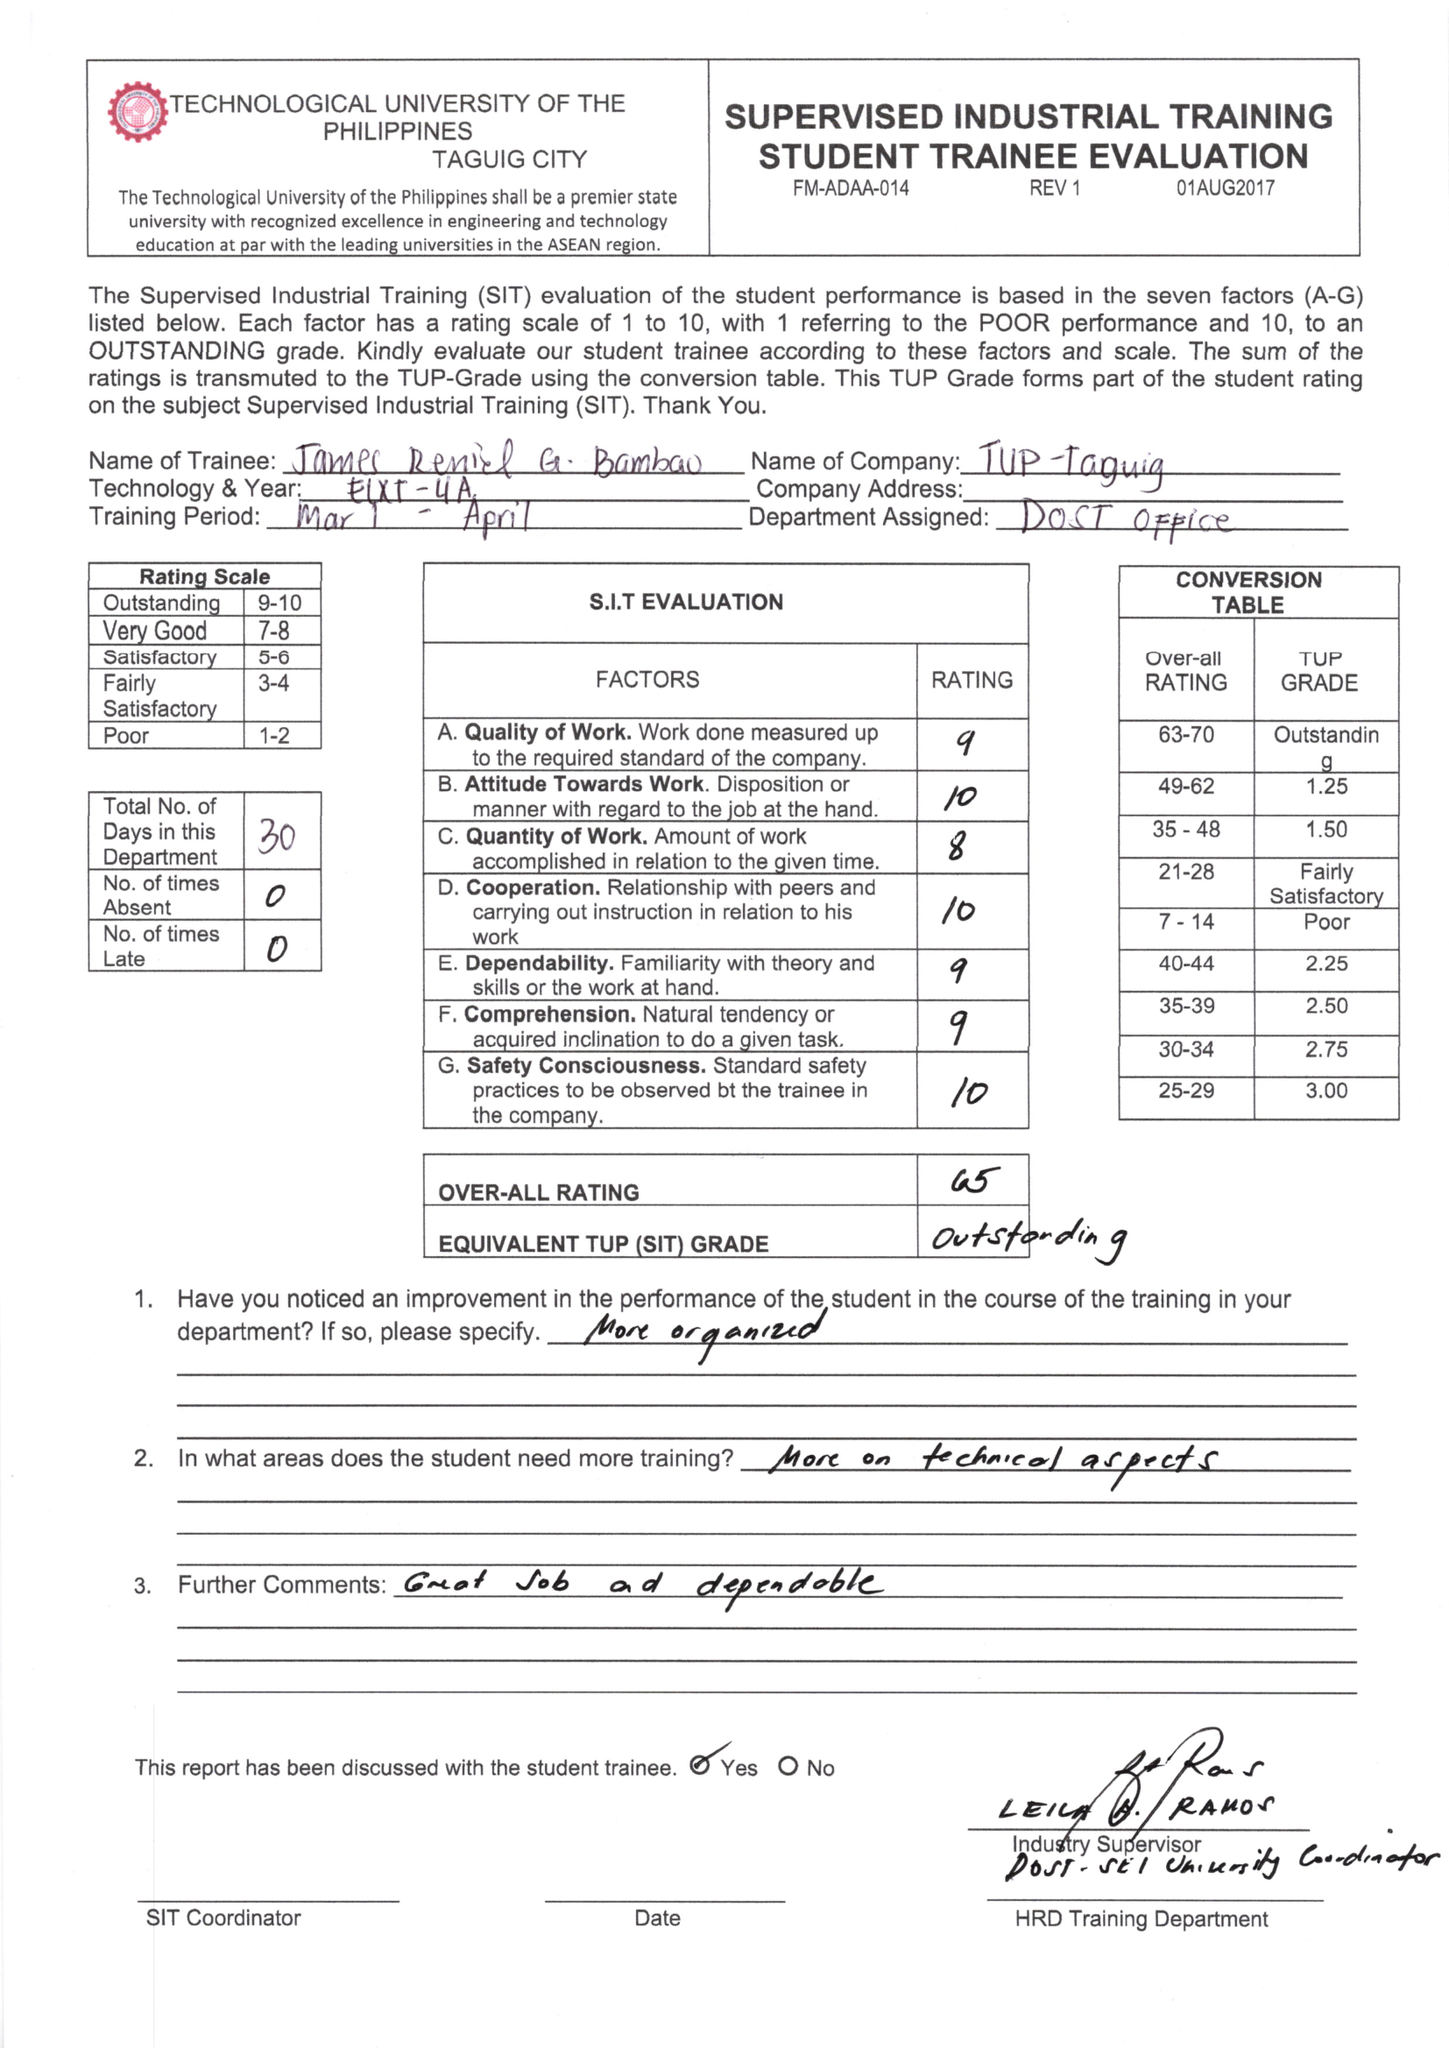 TECHNOLOGICAL UNIVERSITY OF THE
PHILIPPINES
TAGUIG CITY
The Technological University of the Philippines shall be a premier state
university with recognized excellence in engineering and technology
education at par with the leading universities in the ASEAN region.
SUPERVISED INDUSTRIAL TRAINING
STUDENT TRAINEE EVALUATION
FM-ADAA-014 REV 1 01AUG2017
The Supervised Industrial Training (SIT) evaluation of the student performance is based in the seven factors (A-G)
listed below. Each factor has a rating scale of 1 to 10, with 1 referring to the POOR performance and 10, to an
OUTSTANDING grade. Kindly evaluate our student trainee according to these factors and scale. The sum of the
ratings is transmuted to the TUP-Grade using the conversion table. This TUP Grade forms part of the student rating
on the subject Supervised Industrial Training (SIT). Thank You.
Name of Trainee: James Reniel G. Bambao Name of Company: TUP-Taguig
Technology & Year: ELXT-4A Company Address:
Training Period: Mar 1 - April Department Assigned: DOST Office
Rating Scale
Outstanding 9-10
Very Good 7-8
Satisfactory 5-6
Fairly 3-4
Satisfactory
Poor 1-2
Total No. of
Days in this 30
Department
No. of times
Absent 0
No. of times
Late 0
S.I.T EVALUATION
FACTORS RATING
A. Quality of Work. Work done measured up
to the required standard of the company. 9
B. Attitude Towards Work. Disposition or
manner with regard to the job at the hand. 10
C. Quantity of Work. Amount of work
accomplished in relation to the given time. 8
D. Cooperation. Relationship with peers and
carrying out instruction in relation to his 10
work
E. Dependability. Familiarity with theory and
skills or the work at hand. 9
F. Comprehension. Natural tendency or
acquired inclination to do a given task. 9
G. Safety Consciousness. Standard safety
practices to be observed bt the trainee in 10
the company.
OVER-ALL RATING 65
EQUIVALENT TUP (SIT) GRADE Outstanding
CONVERSION
TABLE
Over-all TUP
RATING GRADE
63-70 Outstandin
g
49-62 1.25
35 - 48 1.50
21-28 Fairly
Satisfactory
7 - 14 Poor
40-44 2.25
35-39 2.50
30-34 2.75
25-29 3.00
1. Have you noticed an improvement in the performance of the student in the course of the training in your
department? If so, please specify. More organized
2. In what areas does the student need more training? More on technical aspects
3. Further Comments: Great Job ad dependable
This report has been discussed with the student trainee. Yes No
LEILA A. RAMOS
Industry Supervisor
DOST-SEI University Coordinator
SIT Coordinator Date HRD Training Department